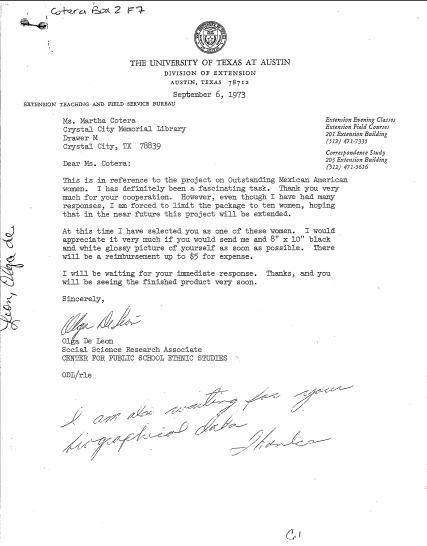 Cotera Box 2 F7
THE UNIVERSITY OF TEXAS AT AUSTIN
DIVISION OF EXTENSION
AUSTIN, TEXAS 78712
September 6, 1973
EXTENSION TEACHING AND FIELD SERVICE BUREAU
Extension Evening Classes
Extension Field Courses
201 Extension Building
(512) 471-7335
Correspondence Study
205 Extension Building
(512) 471-5616
Ms. Martha Cotera
Crystal City Memorial Library
Drawer M
Crystal City, TX 78839
Dear Ms. Cotera:
This is in reference to the project on Outstanding Mexican American
women. I has definitely been a fascinating task. Thank you very
much for your cooperation. However, even though I have had many
responses, I am forced to limit the package to ten women, hoping
that in the near future this project will be extended.
At this time I have selected you as one of these women. I would
appreciate it very much if you would send me and 8" x 10" black
and white glossy picture of yourself as soon as possible. There
will be a reimbursement up to $5 for expense.
I will be waiting for your immediate response. Thanks, and you
will be seeing the finished product very soon.
Sincerely,
Olga De Leon
Olga De Leon
Social Science Research Associate
CENTER FOR PUBLIC SCHOOL ETHNIC STUDIES
ODL/rle
I am also waiting for your
biographical data
Thanks
Leon, Olga de